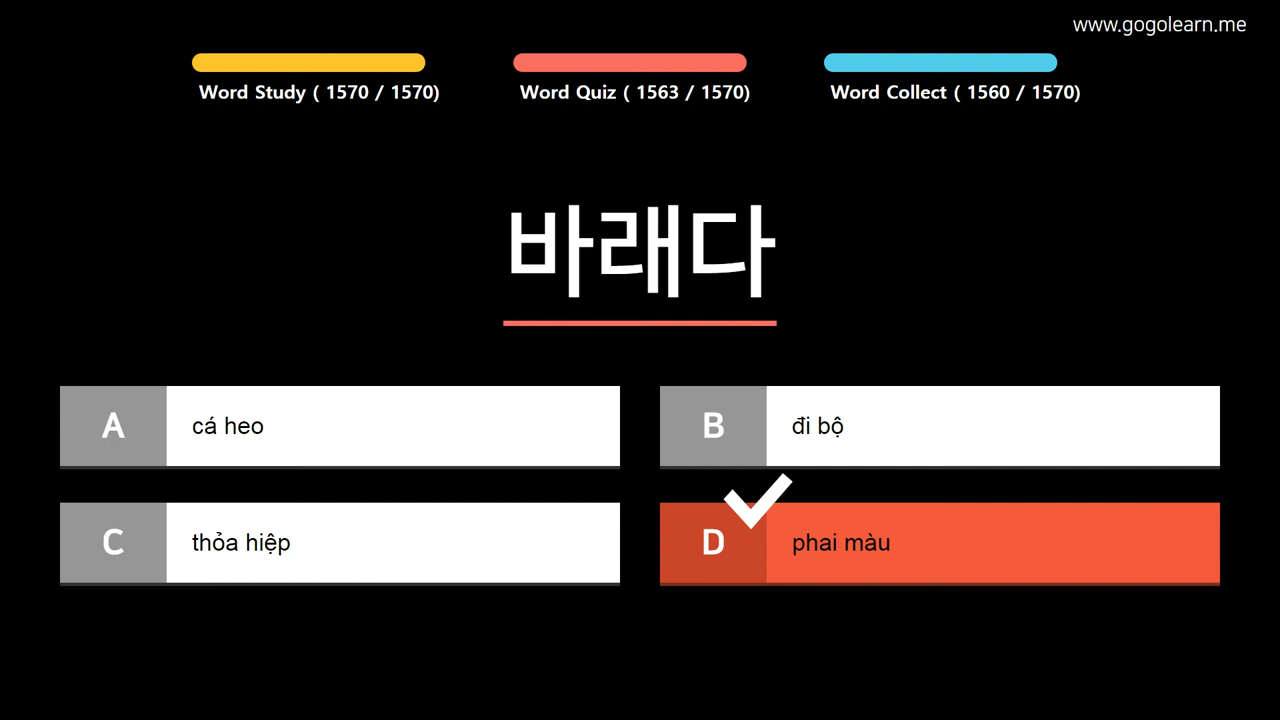 www.gogolearn.me
Word Study ( 1570 / 1570)
Word Quiz ( 1563 / 1570)
Word Collect ( 1560 / 1570)
바래다
A
cá heo
B
đi bộ
C
thỏa hiệp
D
phai màu